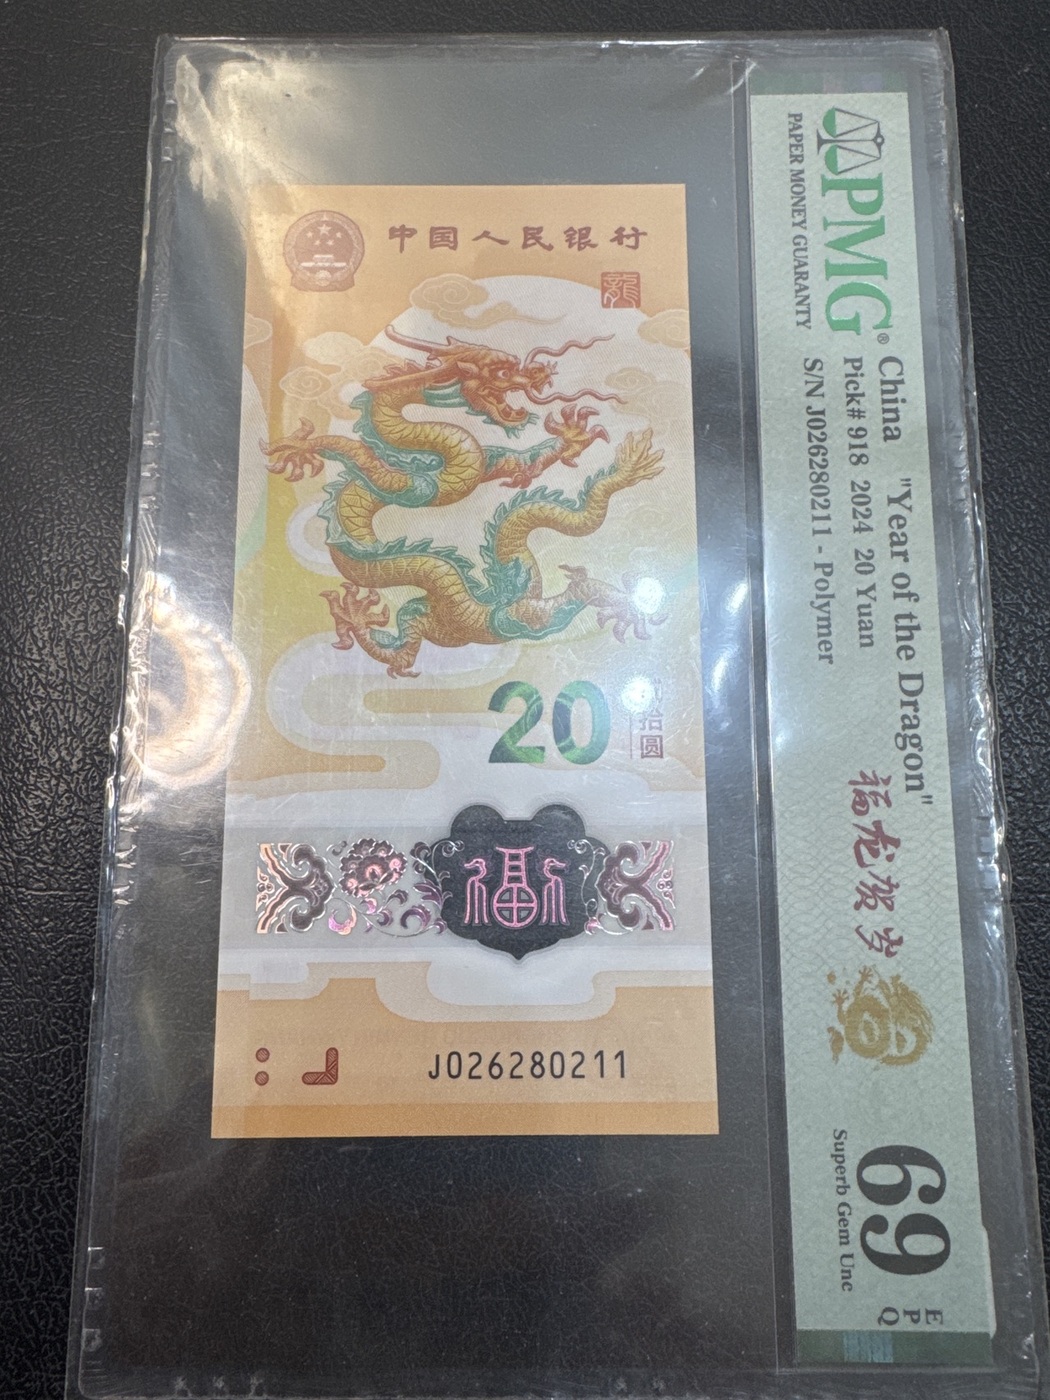 中国人民银行
龍
20
贰拾圆
福
J026280211
PMG®
PAPER MONEY GUARANTY
China "Year of the Dragon"
Pick# 918 2024 20 Yuan
S/N J026280211 - Polymer
福龙贺岁
69
EPQ
Superb Gem Unc